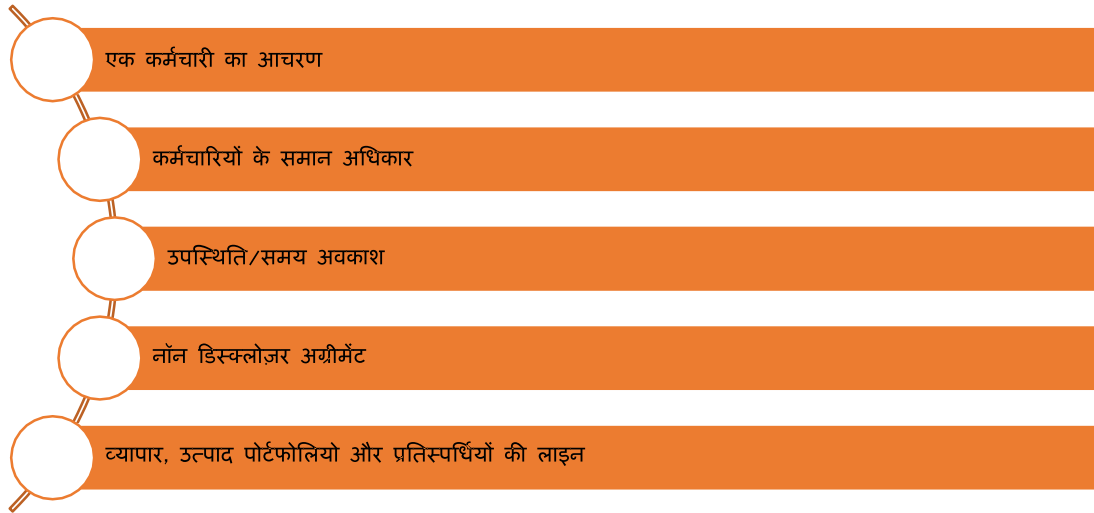 एक कर्मचारी का आचरण
कर्मचारियों के समान अधिकार
उपस्थिति/समय अवकाश
नॉन डिस्क्लोज़र अग्रीमेंट
व्यापार, उत्पाद पोर्टफोलियो और प्रतिस्पर्धियों की लाइन